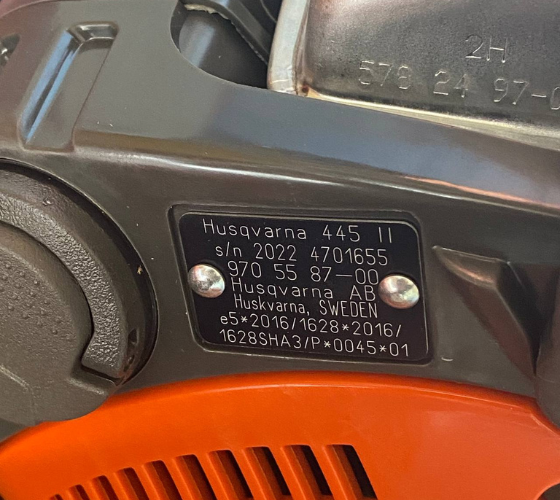 2H
578 24 97-0
Husqvarna 445 II
s/n 2022 4701655
970 55 87-00
Husqvarna AB
Huskvarna, SWEDEN
e5*2016/1628*2016/
1628SHA3/P*0045*01